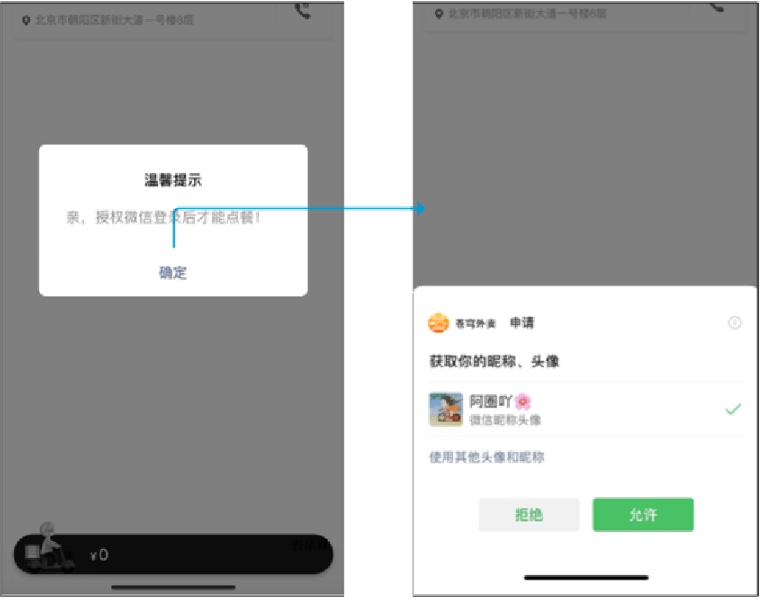 北京市朝阳区新街大道一号楼8层
温馨提示
亲，授权微信登录后才能点餐！
确定
¥0
北京市朝阳区新街大道一号楼8层
苍穹外卖 申请
获取你的昵称、头像
阿圈吖🌸
微信昵称头像
使用其他头像和昵称
拒绝
允许